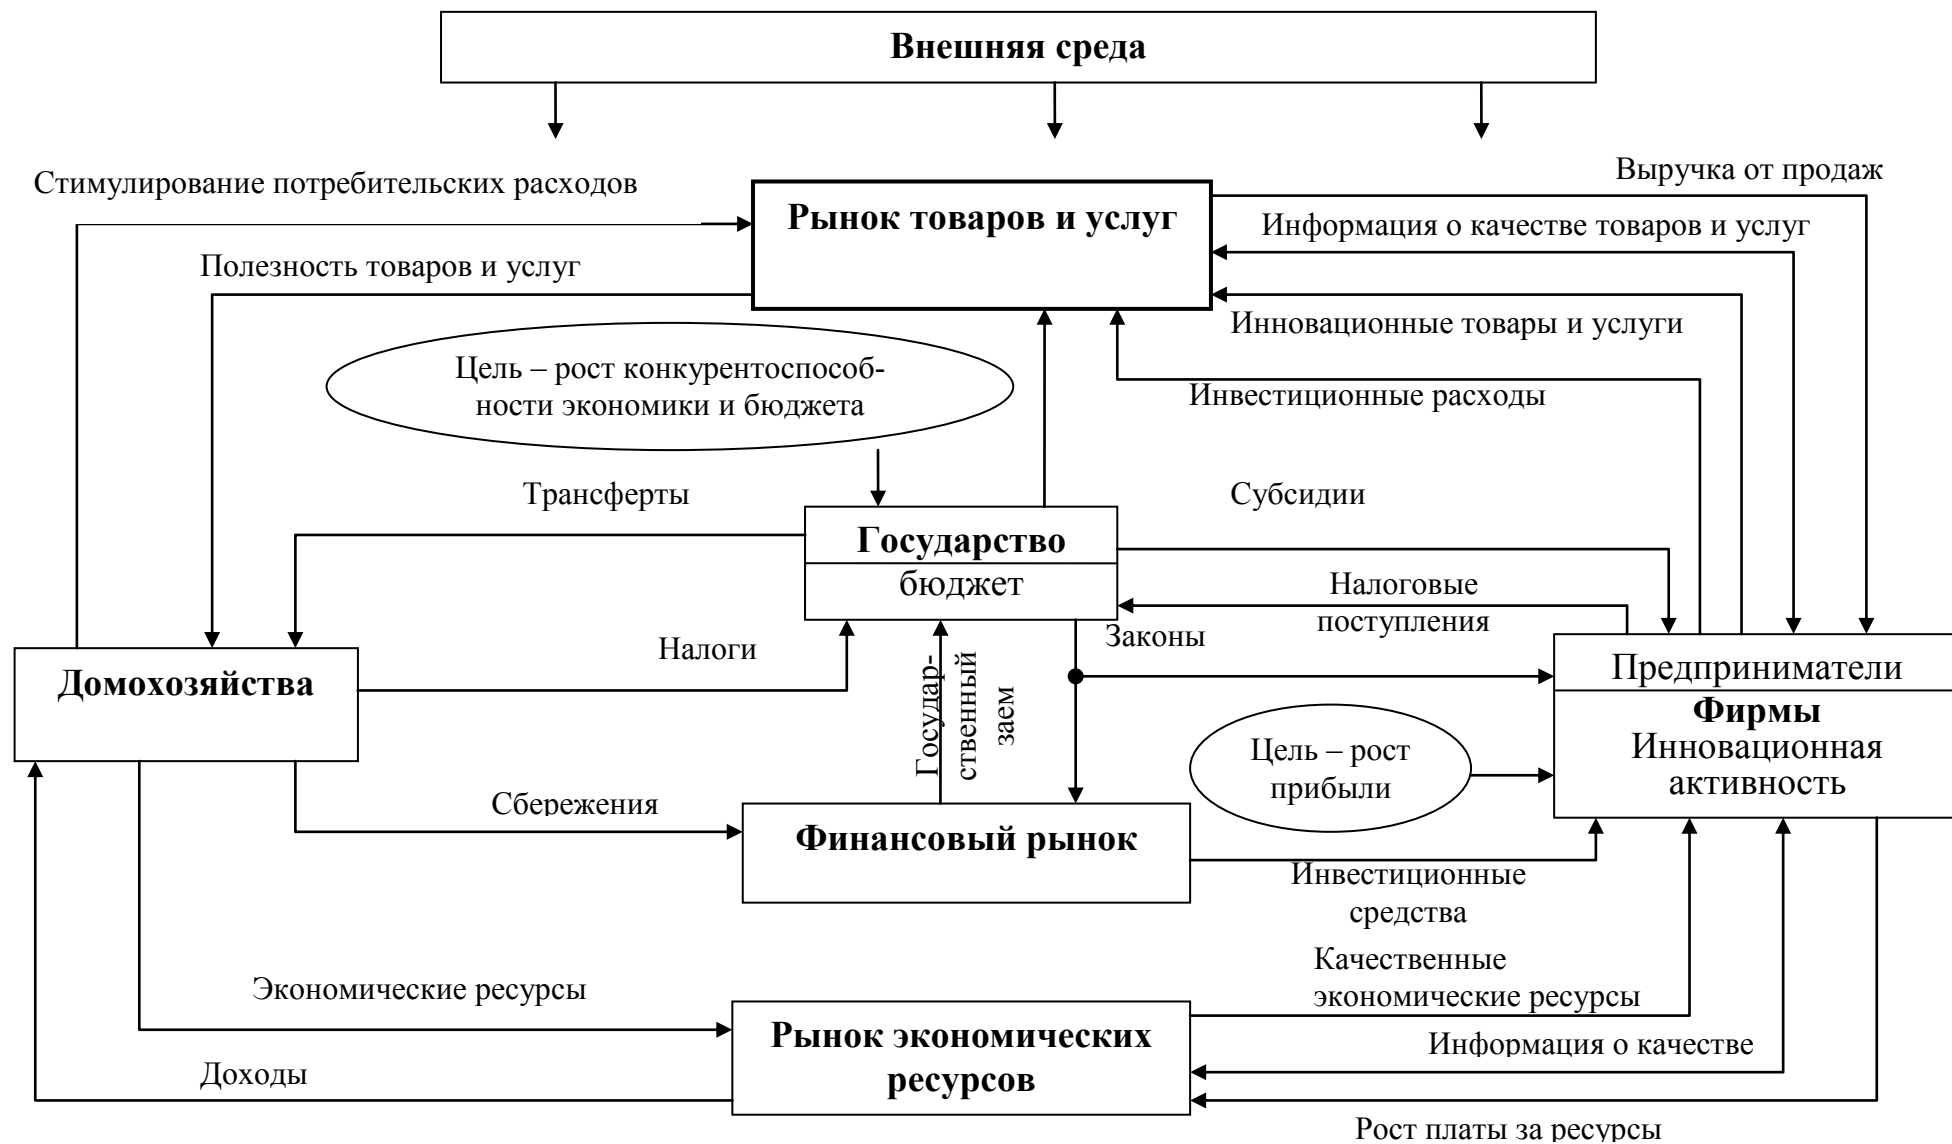 Внешняя среда
Стимулирование потребительских расходов
Выручка от продаж
Рынок товаров и услуг
Информация о качестве товаров и услуг
Полезность товаров и услуг
Инновационные товары и услуги
Цель – рост конкурентоспособ-
ности экономики и бюджета
Инвестиционные расходы
Трансферты
Субсидии
Государство
бюджет
Налоговые
поступления
Законы
Налоги
Государ-
ственный
заем
Домохозяйства
Предприниматели
Фирмы
Инновационная
активность
Цель – рост
прибыли
Сбережения
Финансовый рынок
Инвестиционные
средства
Качественные
экономические ресурсы
Экономические ресурсы
Рынок экономических
ресурсов
Информация о качестве
Доходы
Рост платы за ресурсы